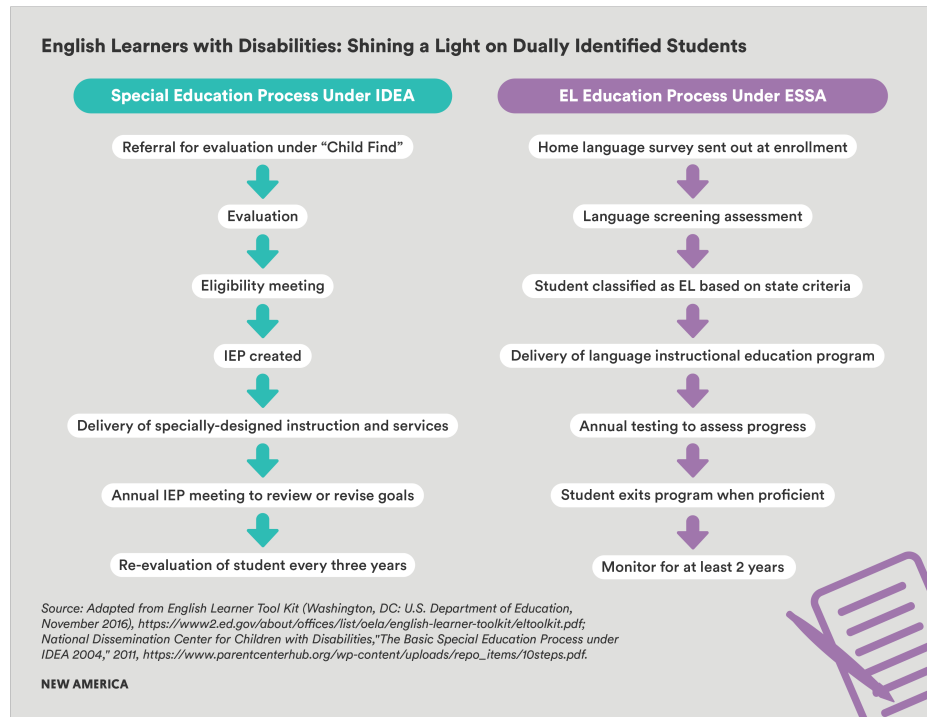 English Learners with Disabilities: Shining a Light on Dually Identified Students
Special Education Process Under IDEA
Referral for evaluation under “Child Find”
Evaluation
Eligibility meeting
IEP created
Delivery of specially-designed instruction and services
Annual IEP meeting to review or revise goals
Re-evaluation of student every three years
EL Education Process Under ESSA
Home language survey sent out at enrollment
Language screening assessment
Student classified as EL based on state criteria
Delivery of language instructional education program
Annual testing to assess progress
Student exits program when proficient
Monitor for at least 2 years
Source: Adapted from English Learner Tool Kit (Washington, DC: U.S. Department of Education,
November 2016), https://www2.ed.gov/about/offices/list/oela/english-learner-toolkit/eltoolkit.pdf;
National Dissemination Center for Children with Disabilities,"The Basic Special Education Process under
IDEA 2004," 2011, https://www.parentcenterhub.org/wp-content/uploads/repo_items/10steps.pdf.
NEW AMERICA